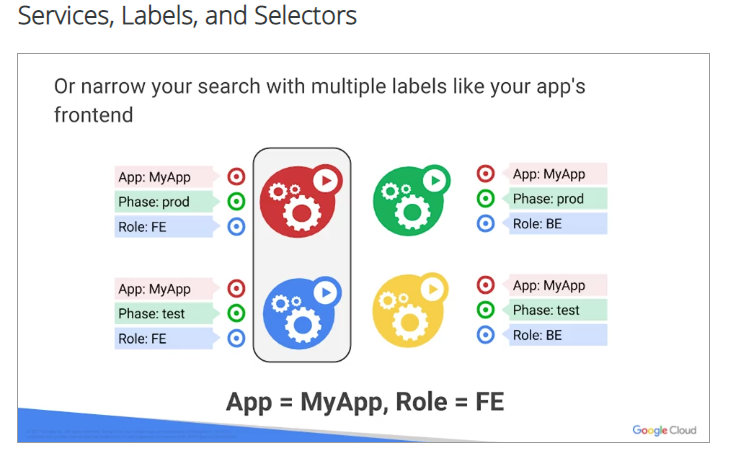 Services, Labels, and Selectors
Or narrow your search with multiple labels like your app's
frontend
App: MyApp
Phase: prod
Role: FE
App: MyApp
Phase: prod
Role: BE
App: MyApp
Phase: test
Role: FE
App: MyApp
Phase: test
Role: BE
App = MyApp, Role = FE
Google Cloud